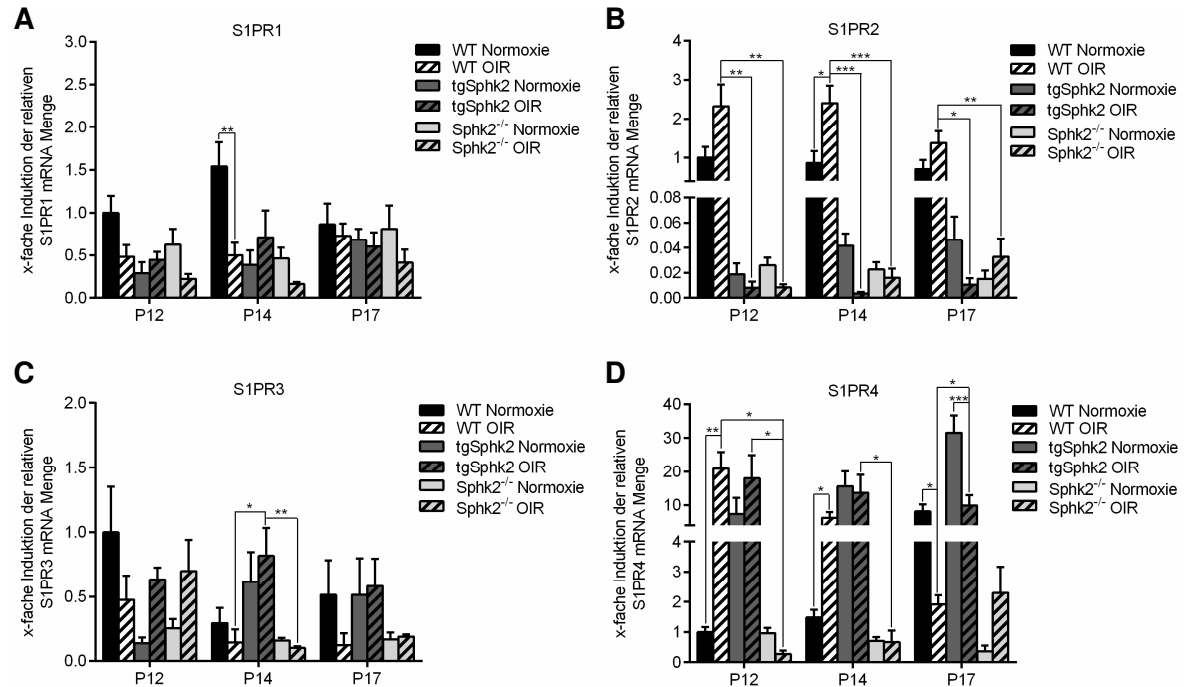 A
S1PR1
x-fache Induktion der relativen
S1PR1 mRNA Menge
3.0
2.5
2.0
1.5
1.0
0.5
0.0
**
P12 P14 P17
WT Normoxie
WT OIR
tgSphk2 Normoxie
tgSphk2 OIR
Sphk2-/- Normoxie
Sphk2-/- OIR
B
S1PR2
x-fache Induktion der relativen
S1PR2 mRNA Menge
4
3
2
1
0.08
0.06
0.04
0.02
0.00
**
**
***
* ***
**
*
P12 P14 P17
WT Normoxie
WT OIR
tgSphk2 Normoxie
tgSphk2 OIR
Sphk2-/- Normoxie
Sphk2-/- OIR
C
S1PR3
x-fache Induktion der relativen
S1PR3 mRNA Menge
2.0
1.5
1.0
0.5
0.0
* **
P12 P14 P17
WT Normoxie
WT OIR
tgSphk2 Normoxie
tgSphk2 OIR
Sphk2-/- Normoxie
Sphk2-/- OIR
D
S1PR4
x-fache Induktion der relativen
S1PR4 mRNA Menge
40
30
20
10
4
3
2
1
0
*
** *
*
*
*
***
*
P12 P14 P17
WT Normoxie
WT OIR
tgSphk2 Normoxie
tgSphk2 OIR
Sphk2-/- Normoxie
Sphk2-/- OIR